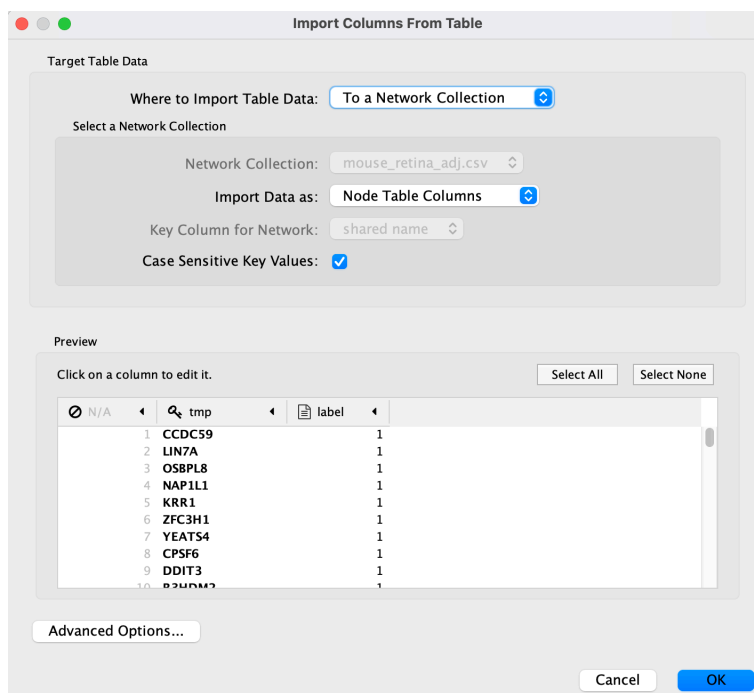 Import Columns From Table
Target Table Data
Where to Import Table Data: To a Network Collection
Select a Network Collection
Network Collection: mouse_retina_adj.csv
Import Data as: Node Table Columns
Key Column for Network: shared name
Case Sensitive Key Values:
Preview
Click on a column to edit it. Select All Select None
N/A tmp label
1 CCDC59 1
2 LIN7A 1
3 OSBPL8 1
4 NAP1L1 1
5 KRR1 1
6 ZFC3H1 1
7 YEATS4 1
8 CPSF6 1
9 DDIT3 1
10 R3HDM2 1
Advanced Options...
Cancel OK